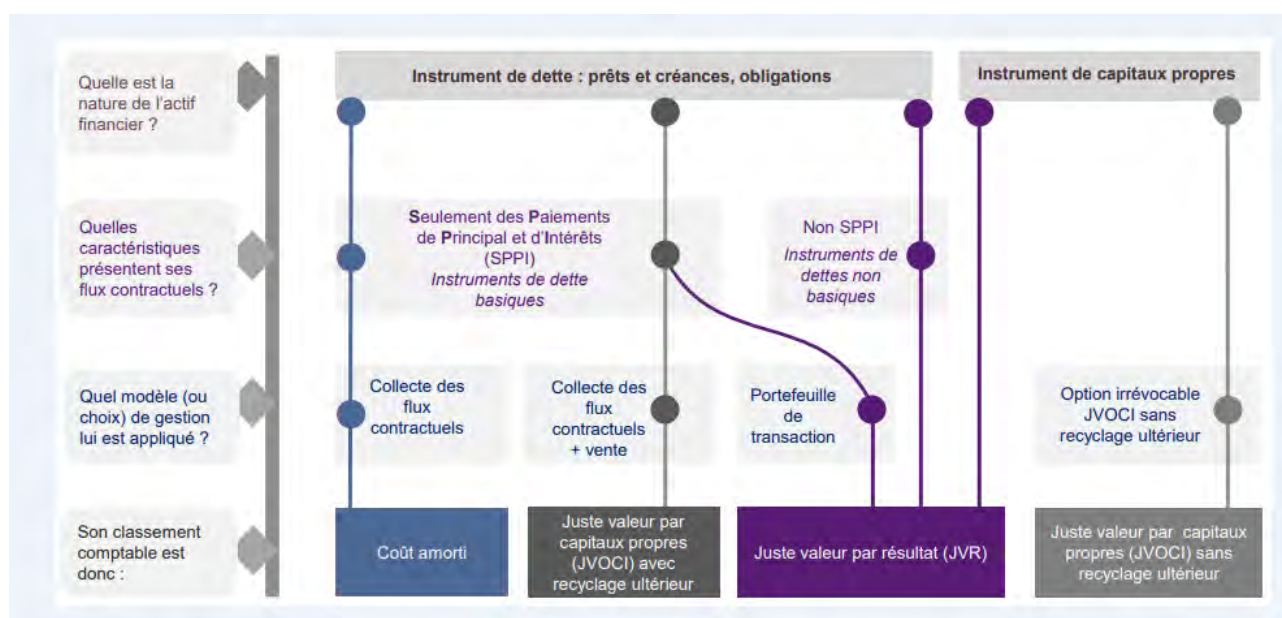 Quelle est la
nature de l'actif
financier ?
Instrument de dette : prêts et créances, obligations
Instrument de capitaux propres
Quelles
caractéristiques
présentent ses
flux contractuels ?
Seulement des Paiements
de Principal et d'Intérêts
(SPPI)
Instruments de dette
basiques
Non SPPI
Instruments de
dettes non
basiques
Quel modèle (ou
choix) de gestion
lui est appliqué ?
Collecte des
flux
contractuels
Collecte des
flux
contractuels
+ vente
Portefeuille
de
transaction
Option irrévocable
JVOCI sans
recyclage ultérieur
Son classement
comptable est
donc :
Coût amorti
Juste valeur par
capitaux propres
(JVOCI) avec
recyclage ultérieur
Juste valeur par résultat (JVR)
Juste valeur par capitaux
propres (JVOCI) sans
recyclage ultérieur